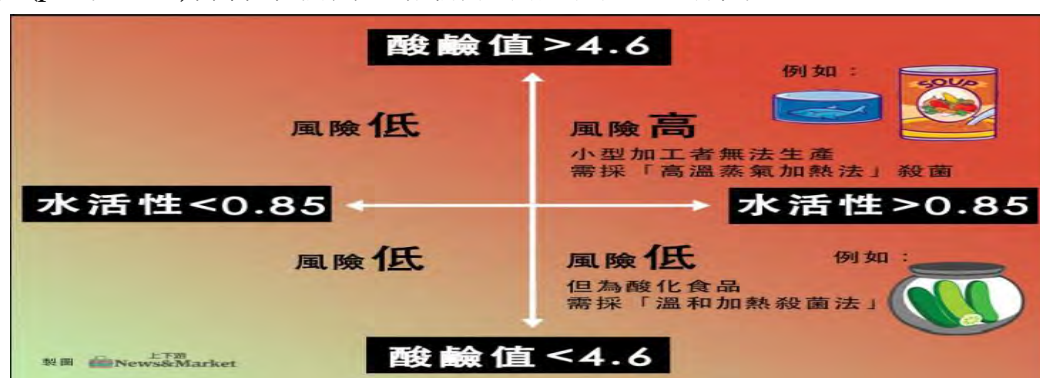 酸鹼值>4.6
例如：
SOUP
風險低
風險高
小型加工者無法生產
需採「高溫蒸氣加熱法」殺菌
水活性<0.85
水活性>0.85
風險低
風險低
例如：
但為酸化食品
需採「溫和加熱殺菌法」
製圖
上下游
News&Market
酸鹼值<4.6